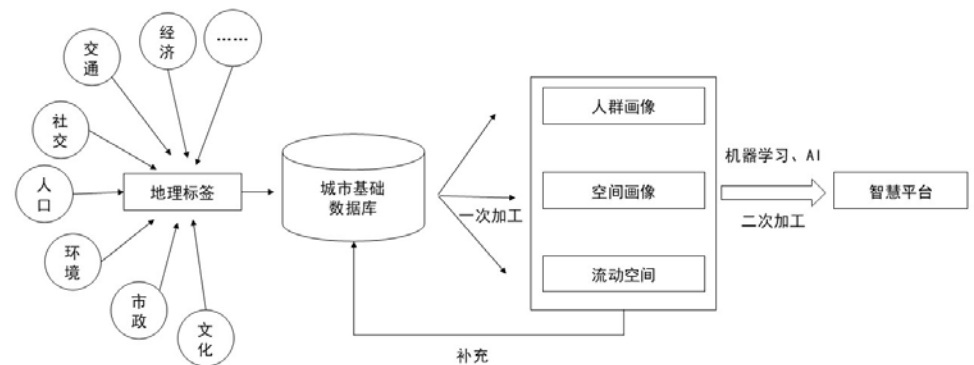 ……
经
济
交
通
社
交
人
口
环
境
市
政
文
化
地理标签
城市基础
数据库
一次加工
人群画像
空间画像
流动空间
机器学习、AI
二次加工
智慧平台
补充